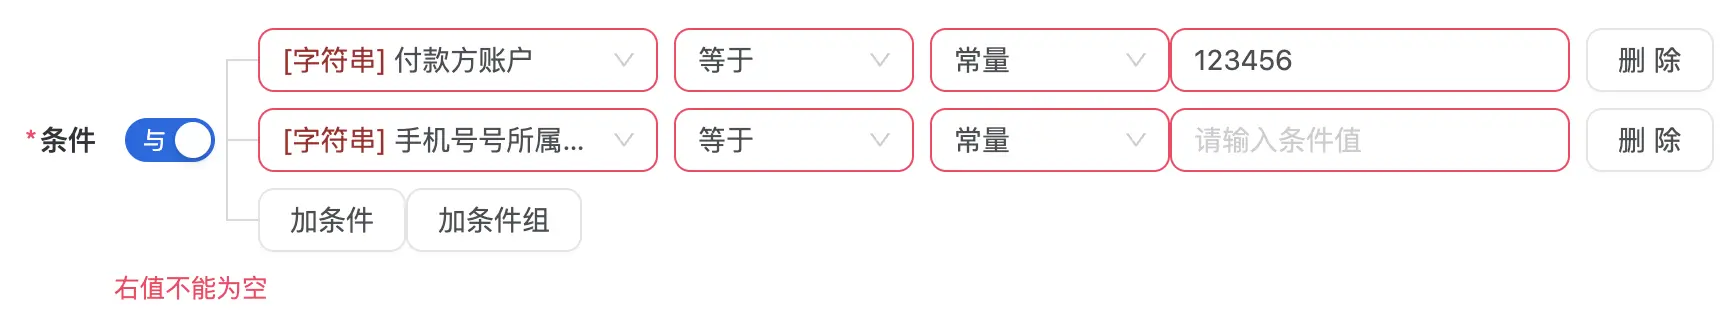 [字符串] 付款方账户 等于 常量 123456 删 除
*条件 与 [字符串] 手机号号所属... 等于 常量 请输入条件值 删 除
加条件 加条件组
右值不能为空